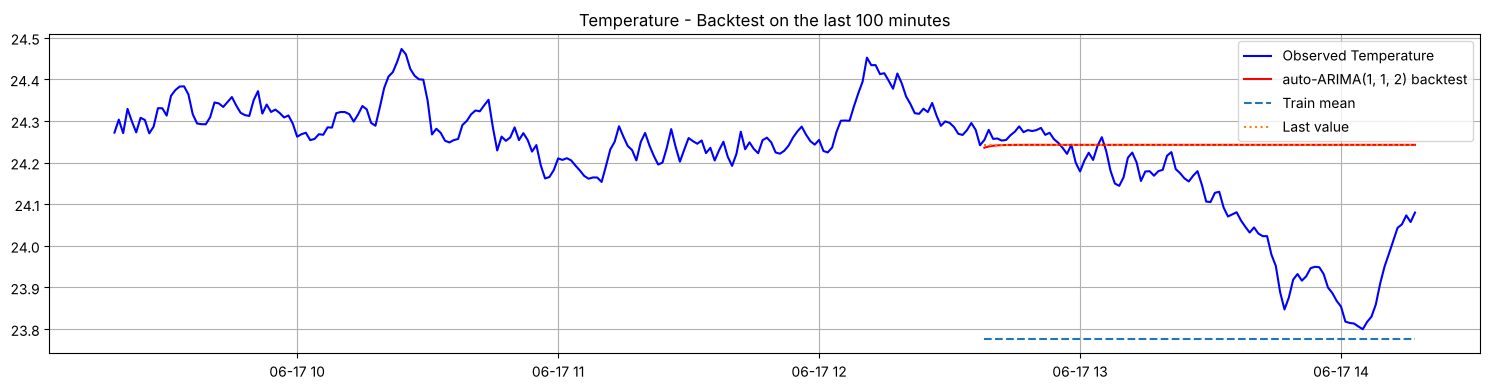 Temperature - Backtest on the last 100 minutes
24.5
24.4
24.3
24.2
24.1
24.0
23.9
23.8
Observed Temperature
auto-ARIMA(1, 1, 2) backtest
Train mean
Last value
06-17 10
06-17 11
06-17 12
06-17 13
06-17 14